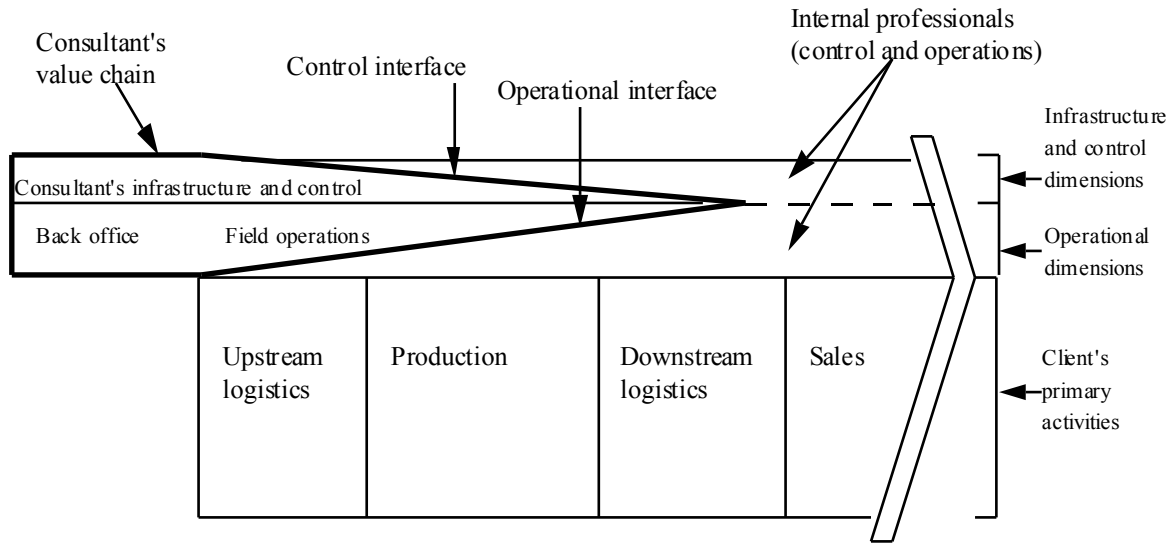 Internal professionals
(control and operations)
Consultant's
value chain
Control interface
Operational interface
Infrastructure
and control
dimensions
Consultant's infrastructure and control
Back office
Field operations
Operational
dimensions
Upstream
logistics
Production
Downstream
logistics
Sales
Client's
primary
activities